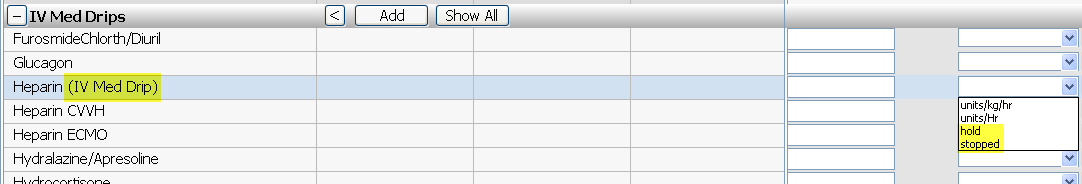 − IV Med Drips < Add Show All
FurosmideChlorth/Diuril
Glucagon
Heparin (IV Med Drip)
units/kg/hr
Heparin CVVH
units/Hr
hold
Heparin ECMO
stopped
Hydralazine/Apresoline
Hydrocortisone